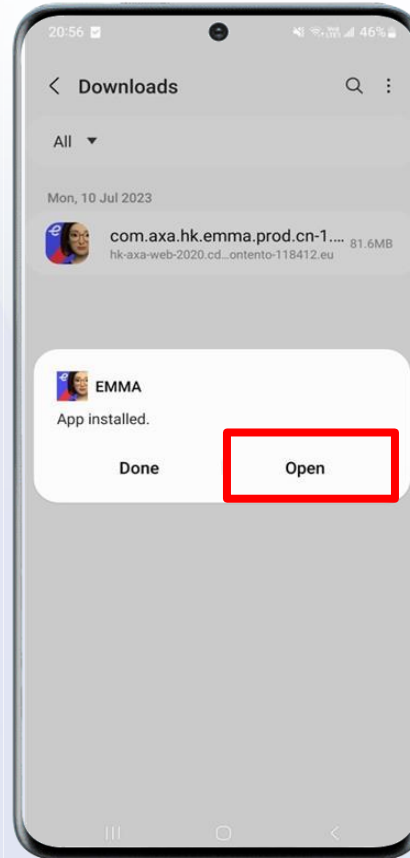 20:56
46%
Downloads
All
Mon, 10 Jul 2023
com.axa.hk.emma.prod.cn-1.... 81.6MB
hk-axa-web-2020.cd...ontento-118412.eu
EMMA
App installed.
Done Open